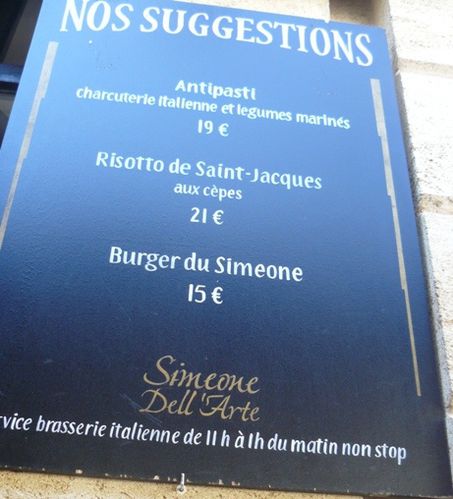 NOS SUGGESTIONS
Antipasti
charcuterie italienne et legumes marinés
19 €
Risotto de Saint-Jacques
aux cèpes
21 €
Burger du Simeone
15 €
Simeone
Dell'Arte
rvice brasserie italienne de 11 h à 1h du matin non stop